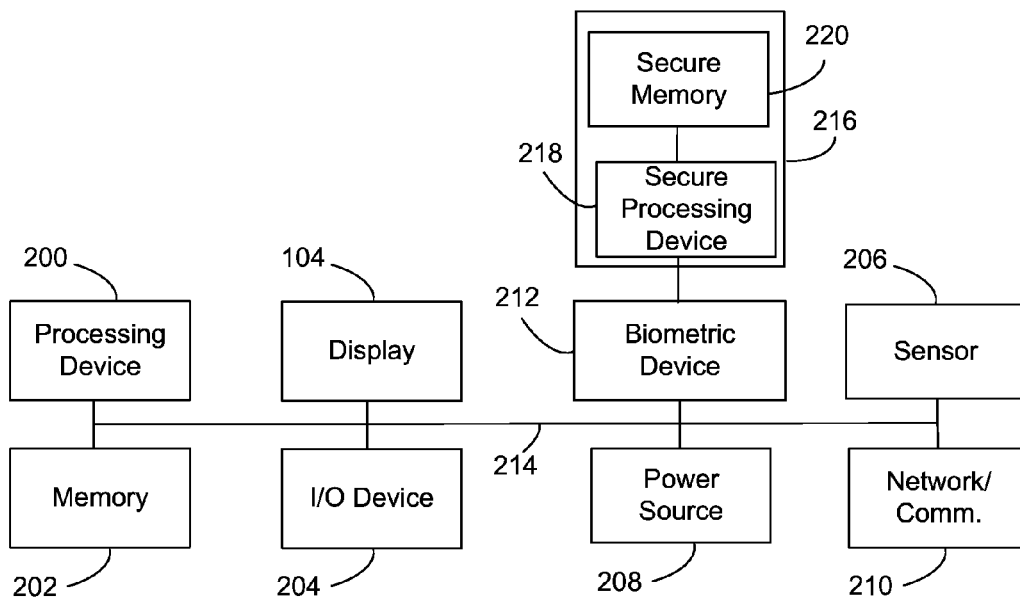 220
Secure
Memory
216
218
Secure
Processing
Device
200
104
206
212
Processing
Device
Display
Biometric
Device
Sensor
214
Memory
I/O Device
Power
Source
Network/
Comm.
202
204
208
210